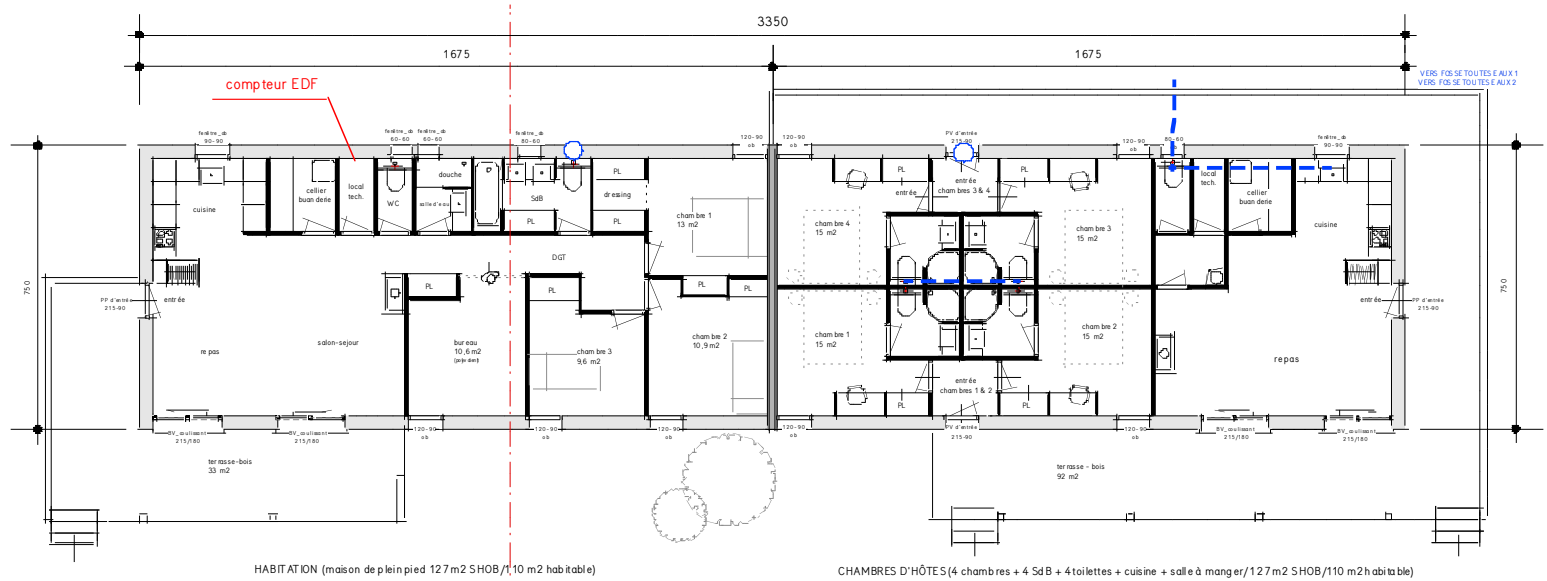 3350
1675
1675
compteur EDF
VERS FOSSE TOUTES EAUX 1
VERS FOSSE TOUTES EAUX 2
fenêtre_ob
90-90
fenêtre_ob
60-60
fenêtre_ob
60-60
fenêtre_ob
80-60
120-90
ob
120-90
ob
PV d'entrée
215-90
120-90
ob
80-60
ob
fenêtre_ob
90-90
cuisine
cellier
buanderie
local
tech.
WC
douche
salle d'eau
SdB
PL
PL
dressing
PL
chambre 1
13 m2
DGT
PL
PL
PL
PL
entrée
PP d'entrée
215-90
repas
salon-sejour
bureau
10,6 m2
chambre 3
9,6 m2
chambre 2
10,9 m2
750
PL
entrée
entrée
chambres 3 & 4
PL
chambre 4
15 m2
chambre 3
15 m2
chambre 1
15 m2
chambre 2
15 m2
PL
entrée
chambres 1 & 2
PL
local
tech.
cellier
buanderie
cuisine
entrée
PP d'entrée
215-90
repas
750
BV_coulissant
215/180
BV_coulissant
215/180
120-90
ob
120-90
ob
120-90
ob
120-90
ob
PV d'entrée
215-90
120-90
ob
BV_coulissant
215/180
BV_coulissant
215/180
terrasse-bois
33 m2
terrasse - bois
92 m2
HABITATION (maison de plein pied 127 m2 SHOB/110 m2 habitable)
CHAMBRES D'HÔTES (4 chambres + 4 SdB + 4 toilettes + cuisine + salle à manger/127 m2 SHOB/110 m2 habitable)